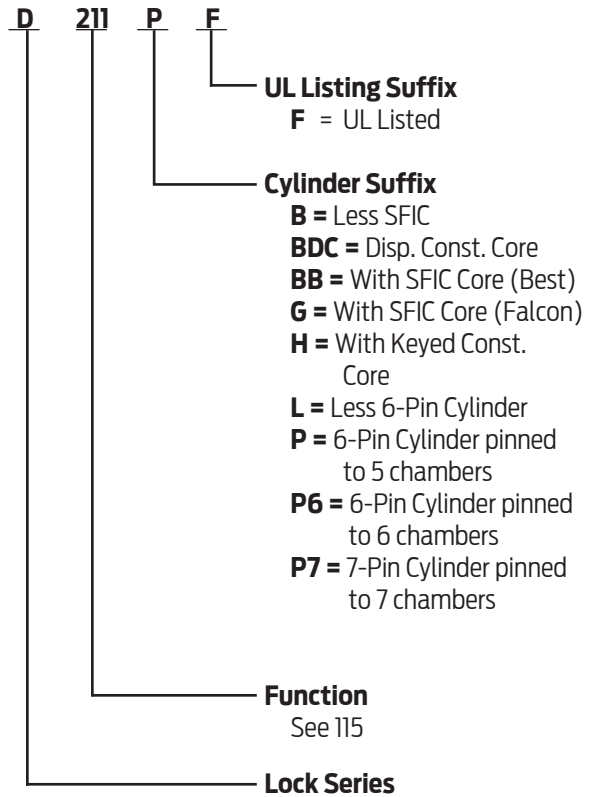 D 211 P F
UL Listing Suffix
F = UL Listed
Cylinder Suffix
B = Less SFIC
BDC = Disp. Const. Core
BB = With SFIC Core (Best)
G = With SFIC Core (Falcon)
H = With Keyed Const.
Core
L = Less 6-Pin Cylinder
P = 6-Pin Cylinder pinned
to 5 chambers
P6 = 6-Pin Cylinder pinned
to 6 chambers
P7 = 7-Pin Cylinder pinned
to 7 chambers
Function
See 115
Lock Series